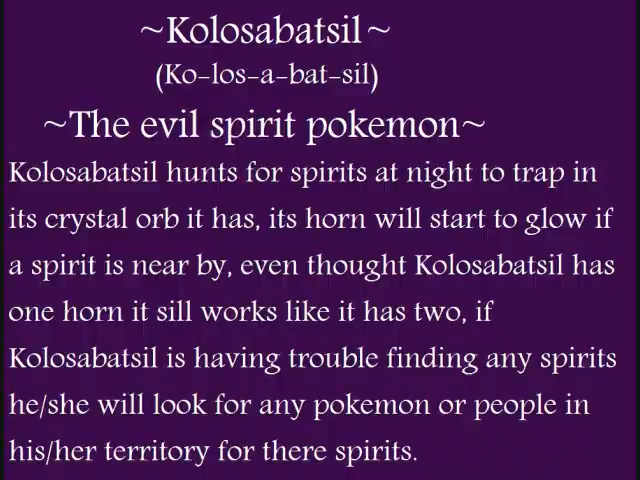 ~Kolosabatsil~
(Ko-los-a-bat-sil)
~The evil spirit pokemon~
Kolosabatsil hunts for spirits at night to trap in
its crystal orb it has, its horn will start to glow if
a spirit is near by, even thought Kolosabatsil has
one horn it sill works like it has two, if
Kolosabatsil is having trouble finding any spirits
he/she will look for any pokemon or people in
his/her territory for there spirits.